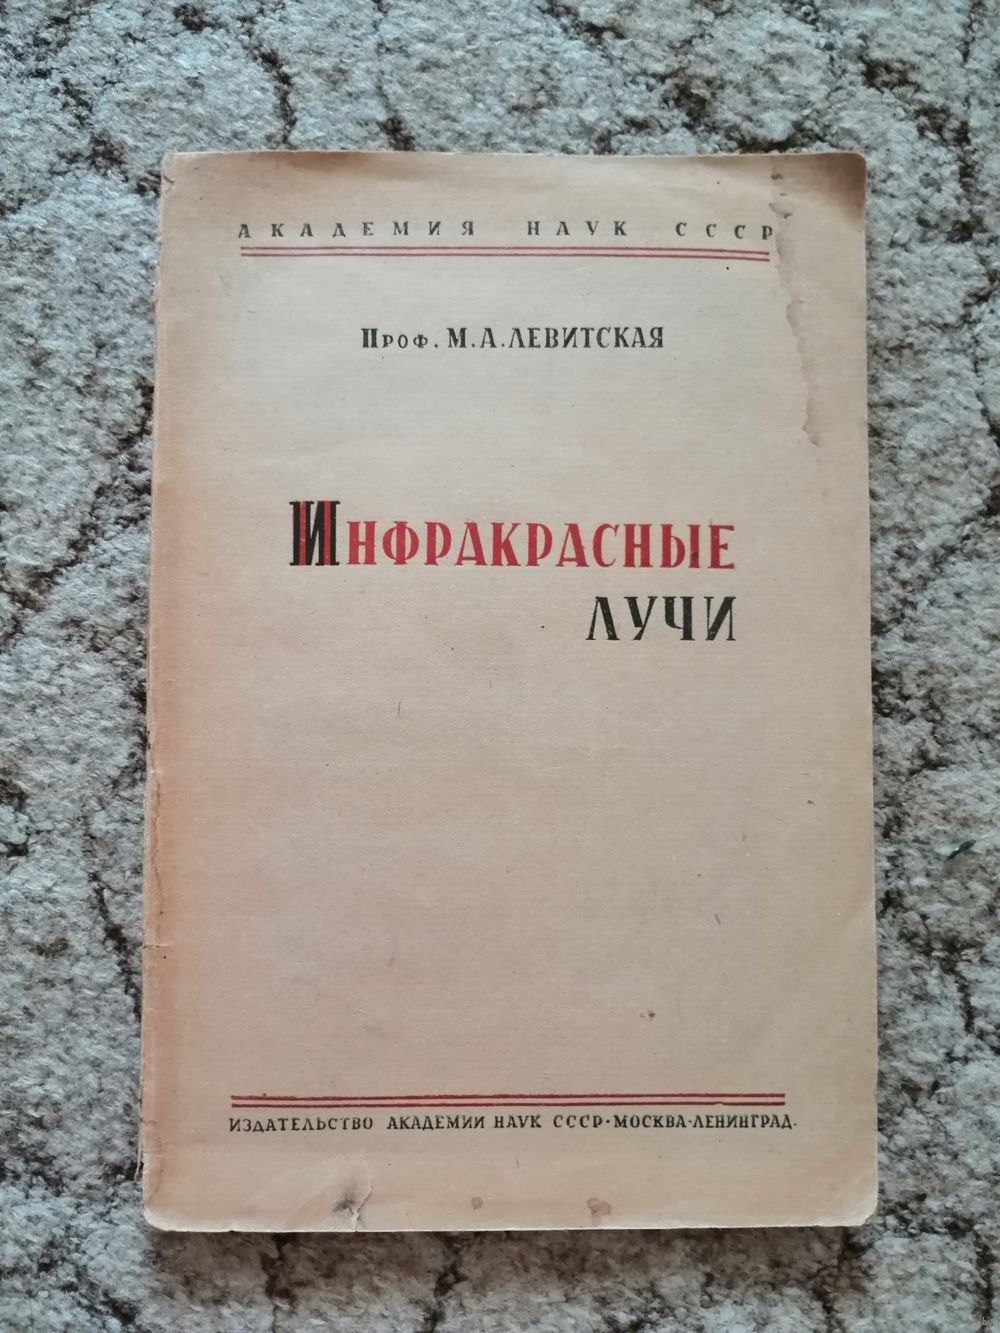 АКАДЕМИЯ НАУК СССР
Проф. М. А. ЛЕВИТСКАЯ
ИНФРАКРАСНЫЕ
ЛУЧИ
ИЗДАТЕЛЬСТВО АКАДЕМИИ НАУК СССР·МОСКВА·ЛЕНИНГРАД.